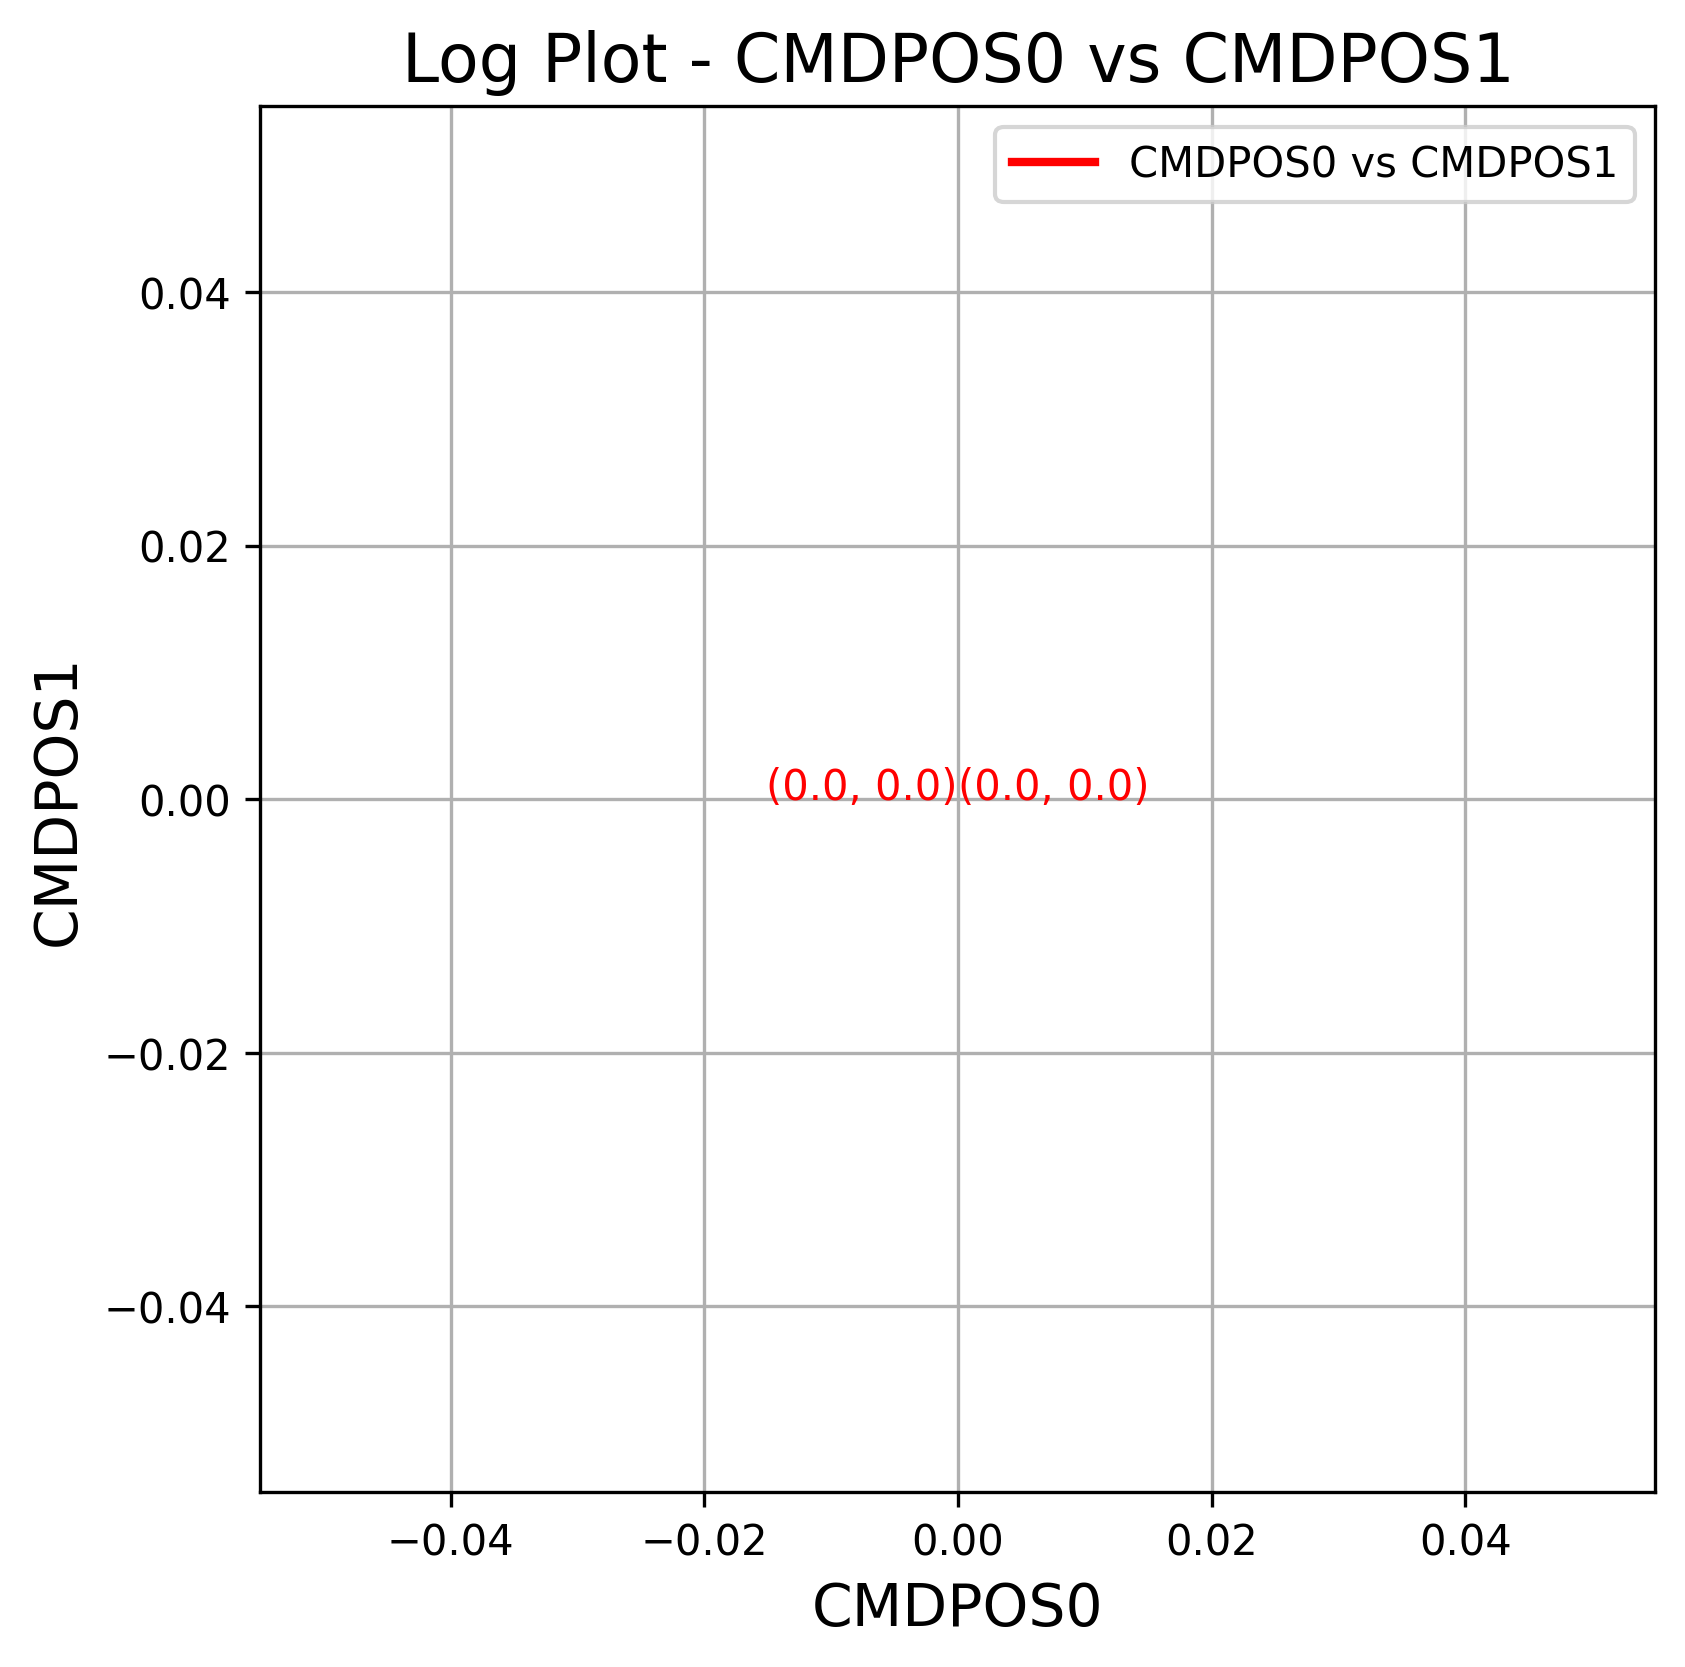 Log Plot - CMDPOS0 vs CMDPOS1
CMDPOS0 vs CMDPOS1
0.04
0.02
0.00
−0.02
−0.04
CMDPOS1
(0.0, 0.0)(0.0, 0.0)
−0.04 −0.02 0.00 0.02 0.04
CMDPOS0